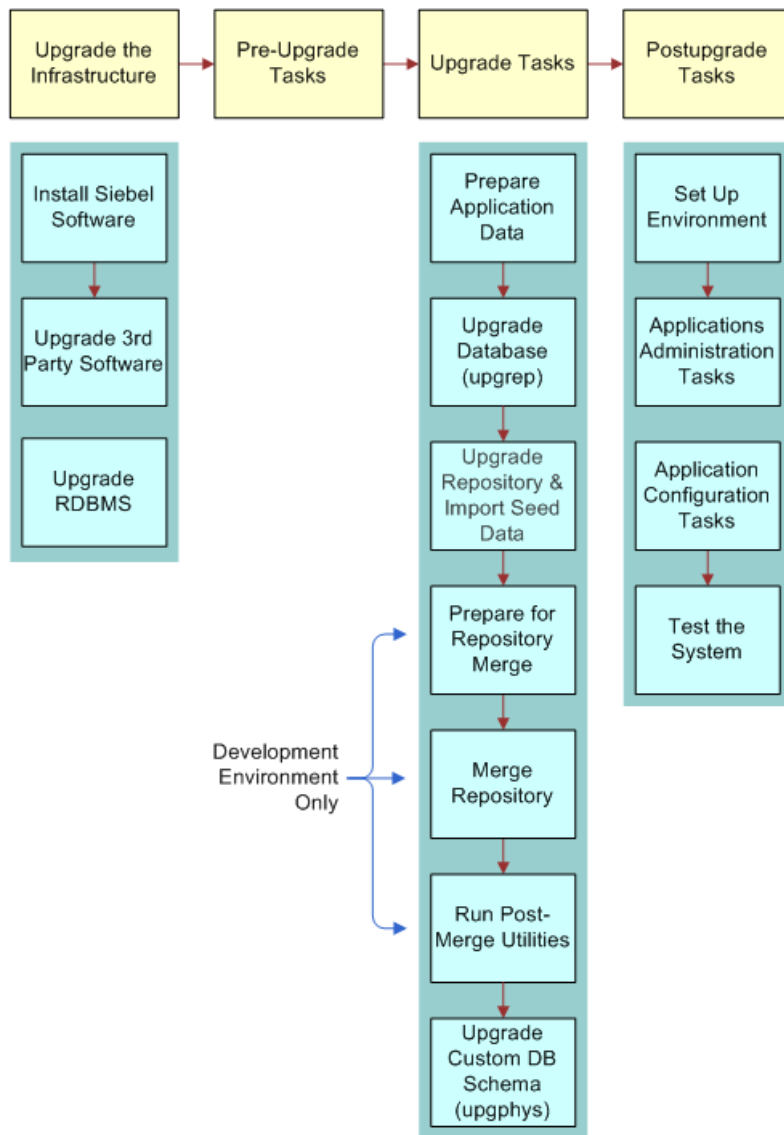 Upgrade the
Infrastructure
Pre-Upgrade
Tasks
Upgrade Tasks
Postupgrade
Tasks
Install Siebel
Software
Upgrade 3rd
Party Software
Upgrade
RDBMS
Prepare
Application
Data
Upgrade
Database
(upgrep)
Upgrade
Repository &
Import Seed
Data
Prepare for
Repository
Merge
Merge
Repository
Run Post-
Merge Utilities
Upgrade
Custom DB
Schema
(upgphys)
Development
Environment
Only
Set Up
Environment
Applications
Administration
Tasks
Application
Configuration
Tasks
Test the
System